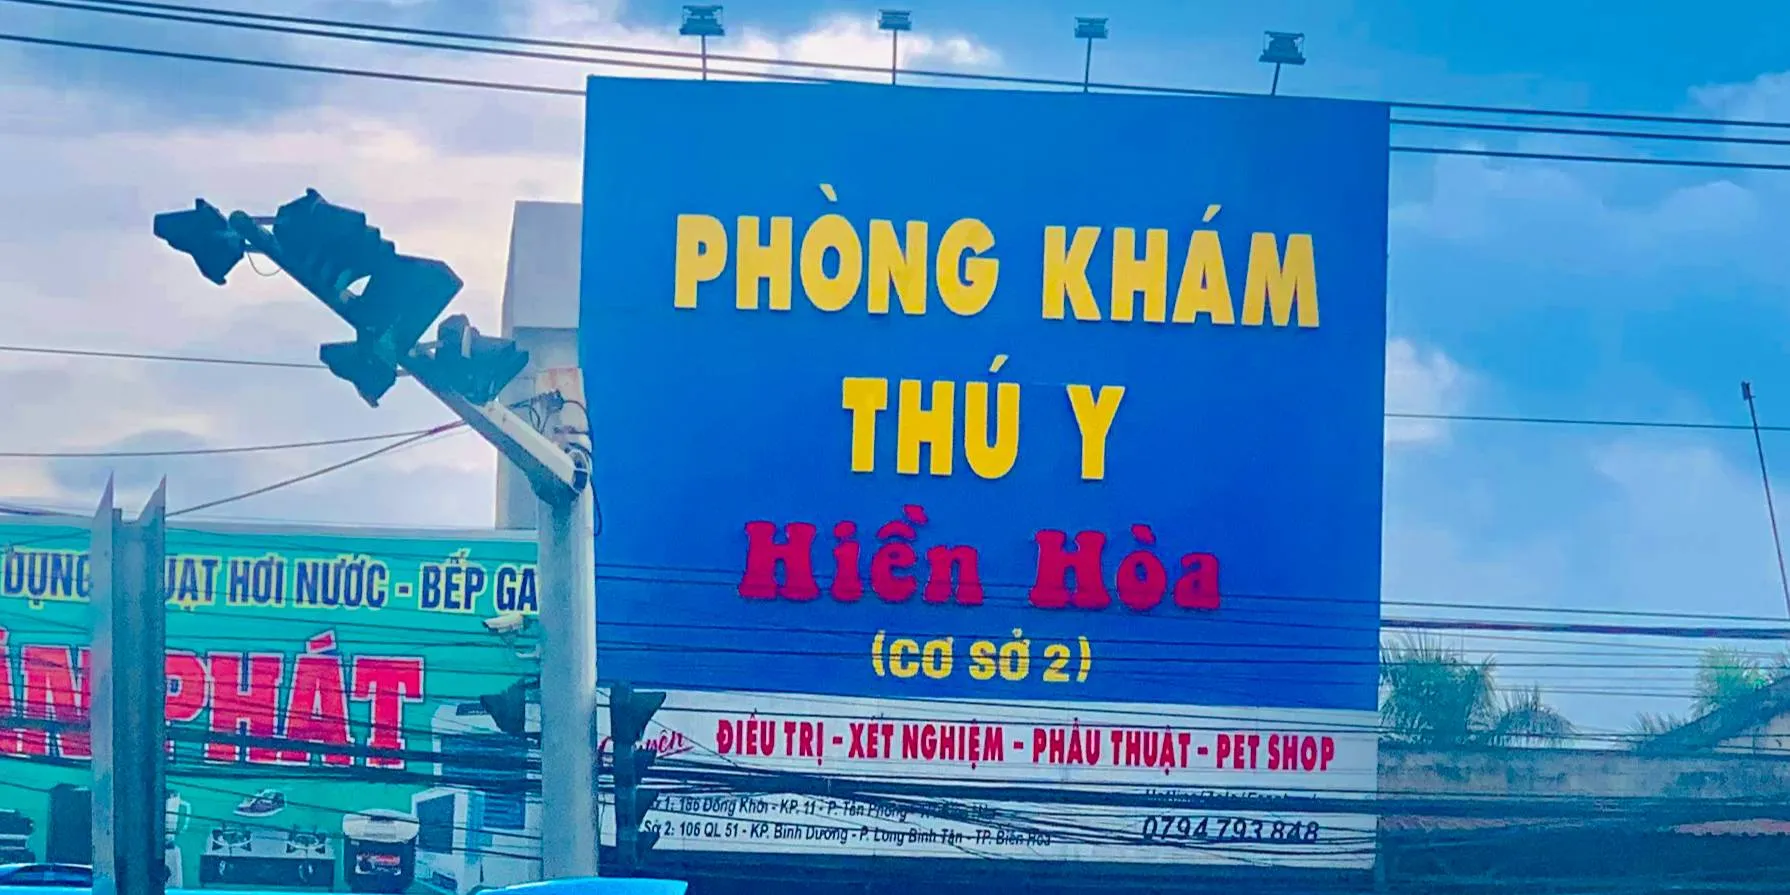 PHÒNG KHÁM
THÚ Y
Hiền Hòa
(CƠ SỞ 2)
ĐIỀU TRỊ - XÉT NGHIỆM - PHẪU THUẬT - PET SHOP
1: 186 Đồng Khởi - KP. 11 - P. Tân Phong
Sở 2: 106 QL 51 - KP. Bình Dương - P. Long Bình Tân - TP. Biên Hòa
0794 793 848
DỤNG
HƠI NƯỚC - BẾP GA
PHÁT